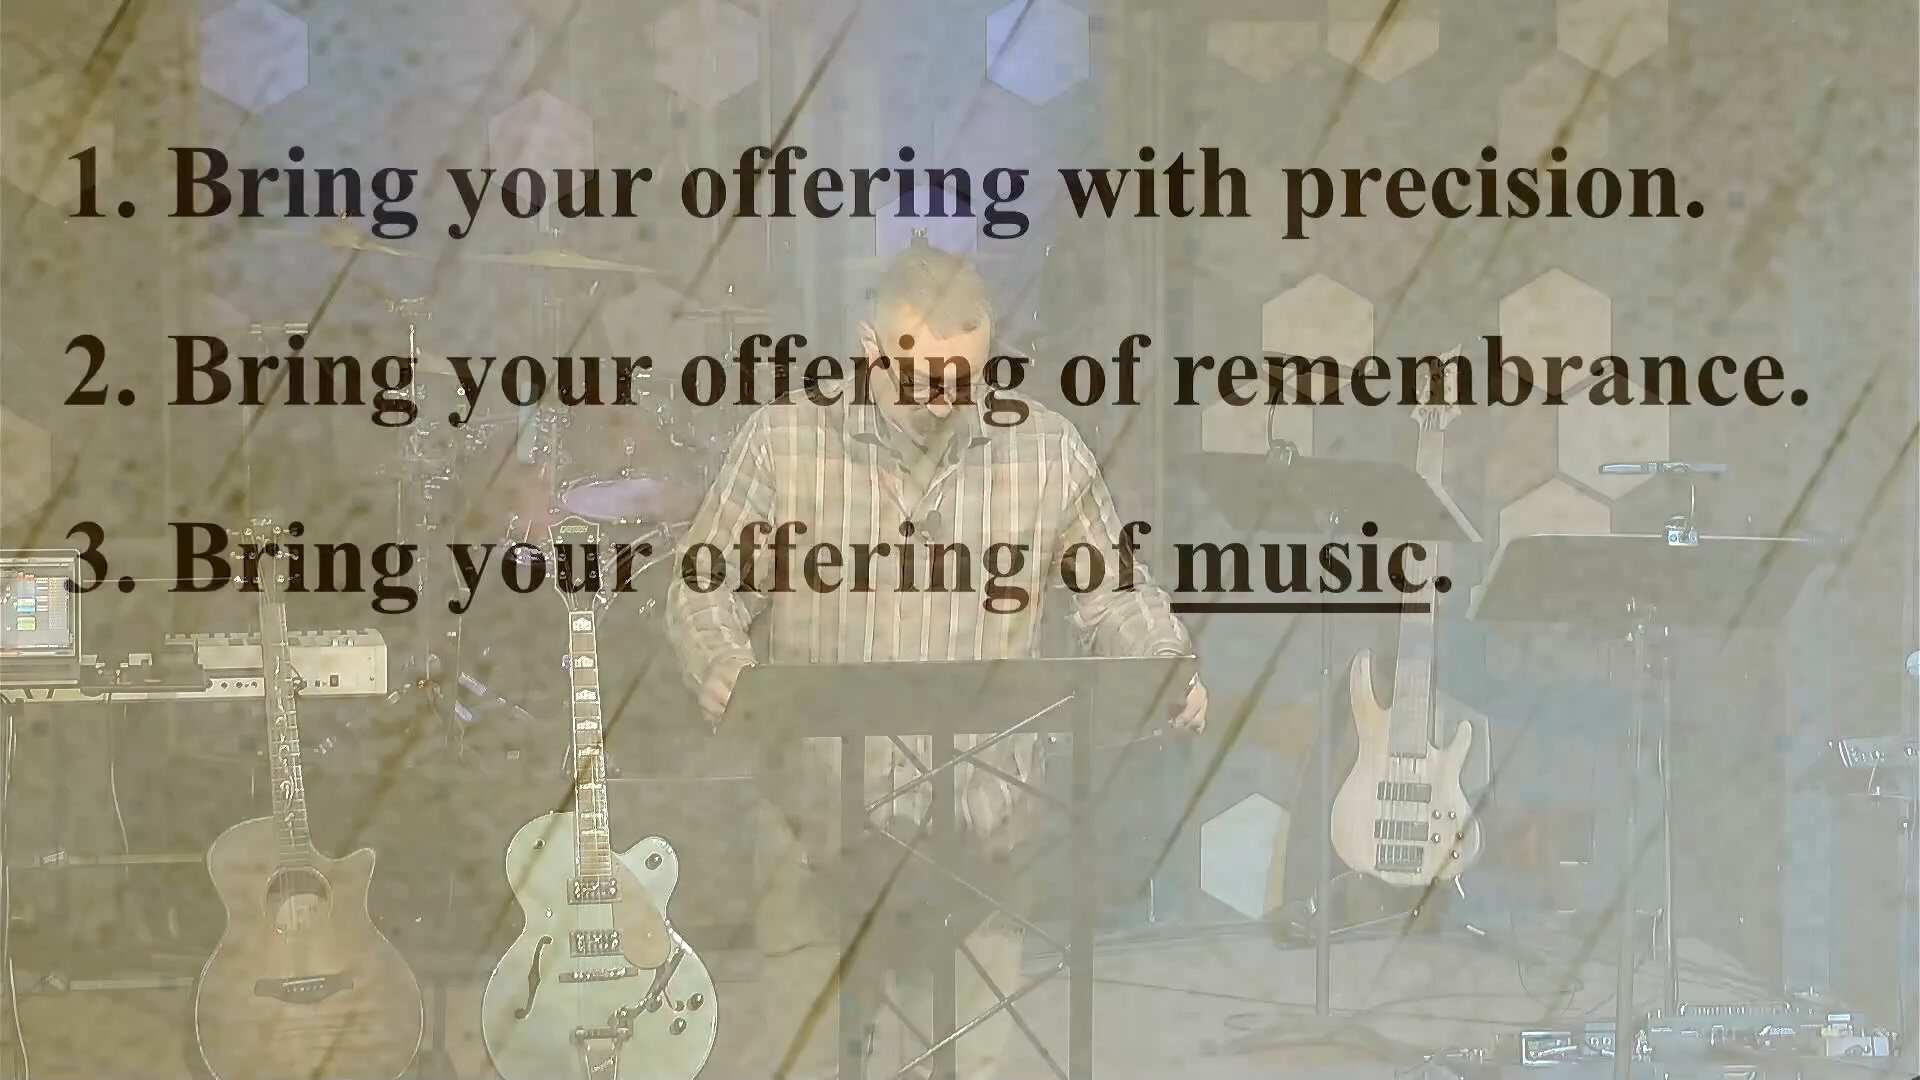 1. Bring your offering with precision.
2. Bring your offering of remembrance.
3. Bring your offering of music.